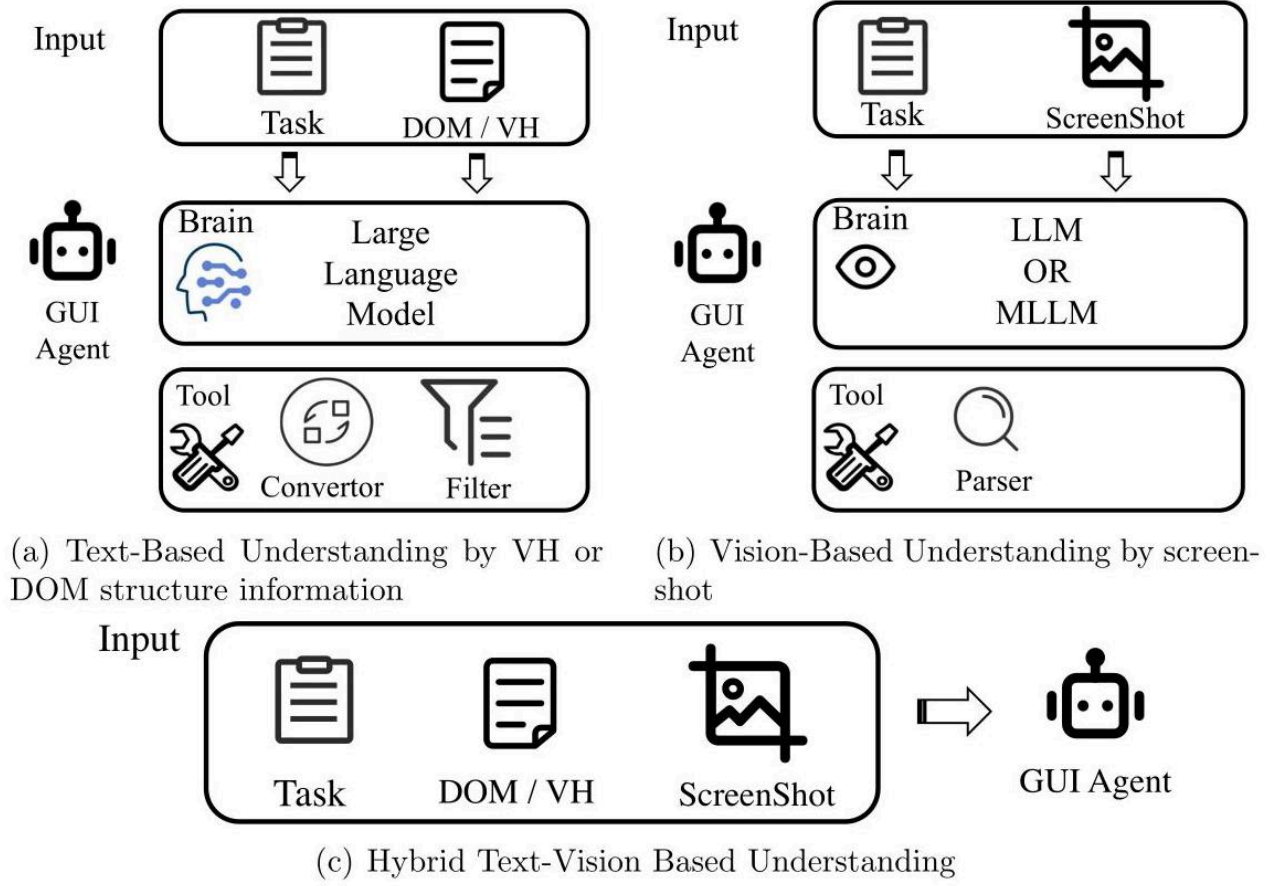 Input
Task
DOM / VH
Brain
Large
Language
Model
GUI
Agent
Tool
Convertor
Filter
(a) Text-Based Understanding by VH or
DOM structure information
Input
Task
ScreenShot
Brain
LLM
OR
MLLM
GUI
Agent
Tool
Parser
(b) Vision-Based Understanding by screen-
shot
Input
Task
DOM / VH
ScreenShot
GUI Agent
(c) Hybrid Text-Vision Based Understanding